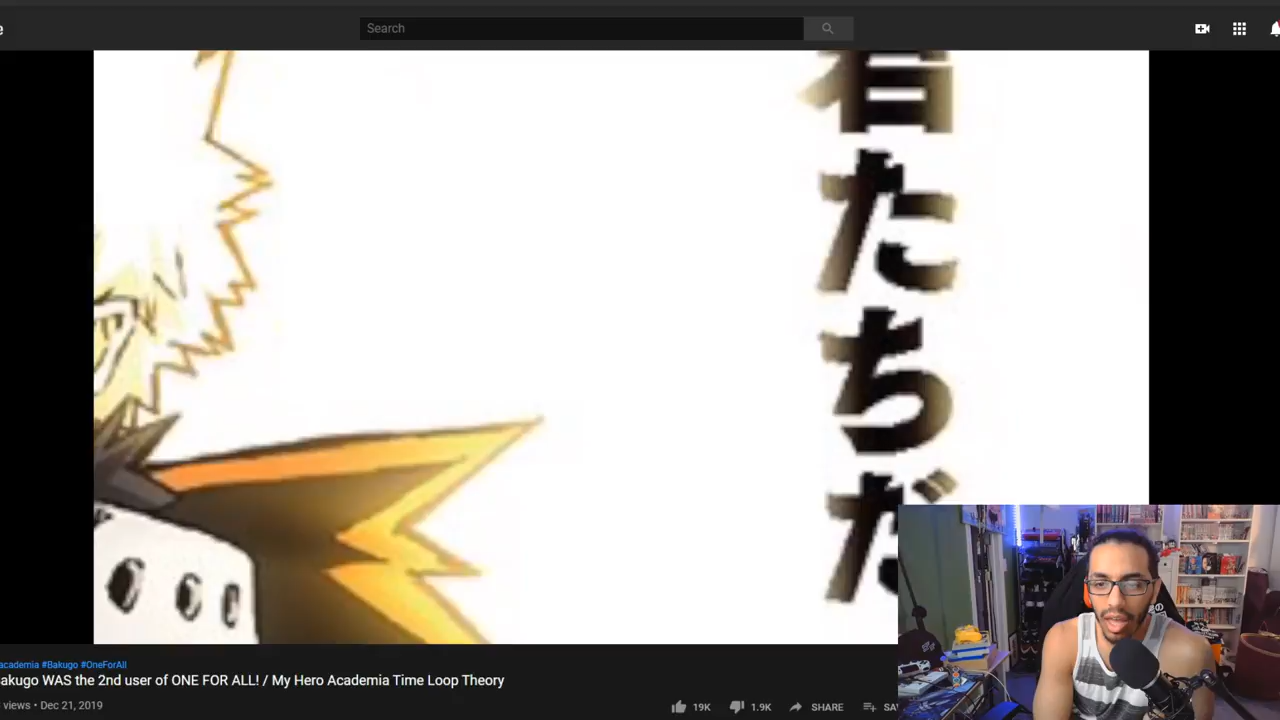 Search
たちだ
academia #Bakugo #OneForAll
akugo WAS the 2nd user of ONE FOR ALL! / My Hero Academia Time Loop Theory
views • Dec 21, 2019
19K
1.9K
SHARE
SA